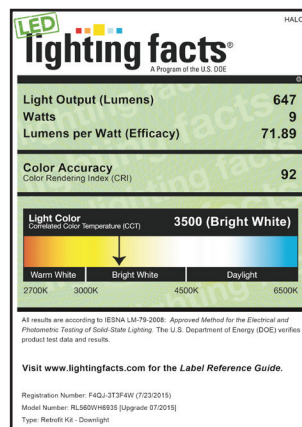 HALO
LED
lighting facts®
A Program of the U.S. DOE
Light Output (Lumens) 647
Watts 9
Lumens per Watt (Efficacy) 71.89
Color Accuracy 92
Color Rendering Index (CRI)
Light Color 3500 (Bright White)
Correlated Color Temperature (CCT)
Warm White Bright White Daylight
2700K 3000K 4500K 6500K
All results are according to IESNA LM-79-2008: Approved Method for the Electrical and
Photometric Testing of Solid-State Lighting. The U.S. Department of Energy (DOE) verifies
product test data and results.
Visit www.lightingfacts.com for the Label Reference Guide.
Registration Number: F4QJ-3T3F4W (7/23/2015)
Model Number: RL560WH6935 [Upgrade 07/2015]
Type: Retrofit Kit - Downlight